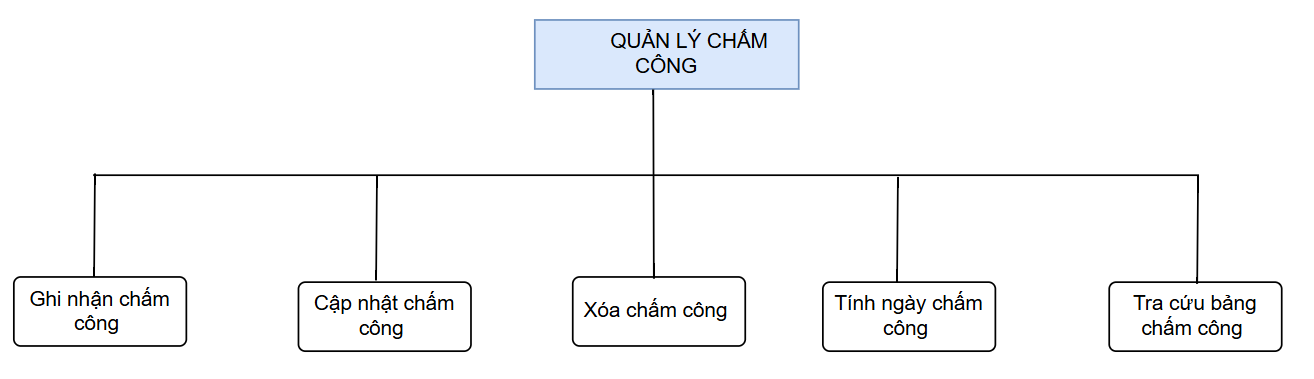 QUẢN LÝ CHẤM
CÔNG
Ghi nhận chấm
công
Cập nhật chấm
công
Xóa chấm công
Tính ngày chấm
công
Tra cứu bảng
chấm công